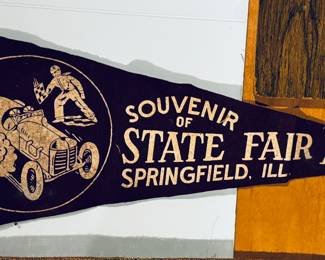 SOUVENIR
OF
STATE FAIR
SPRINGFIELD, ILL